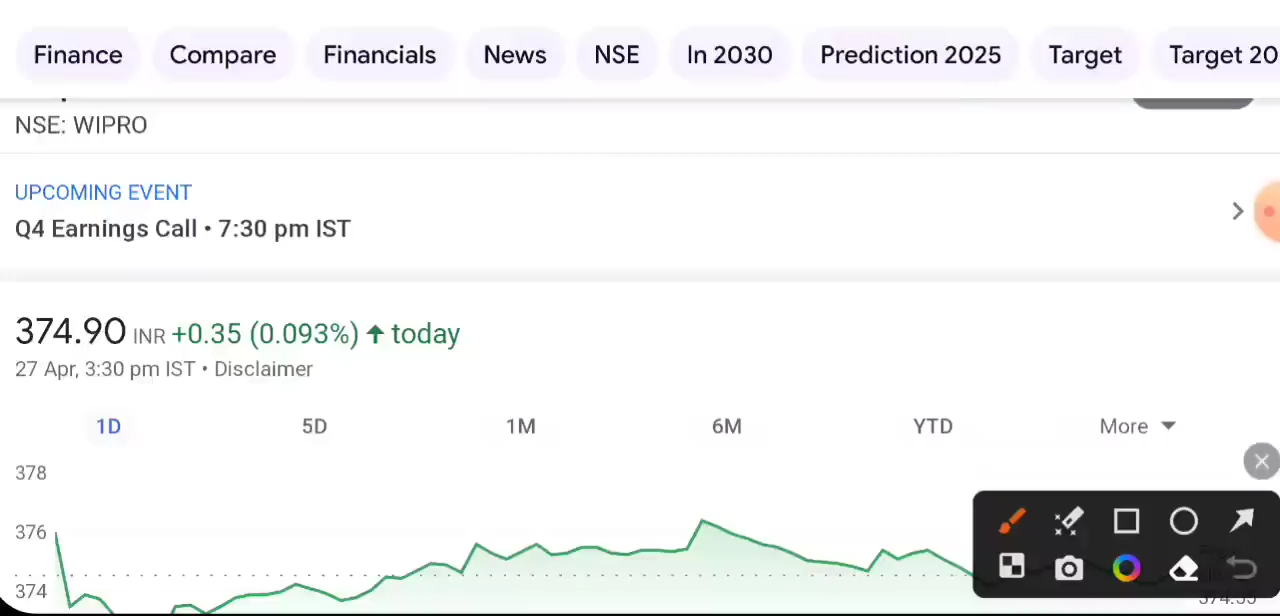 Finance Compare Financials News NSE In 2030 Prediction 2025 Target Target 20
NSE: WIPRO
UPCOMING EVENT
Q4 Earnings Call • 7:30 pm IST
374.90 INR +0.35 (0.093%) ↑ today
27 Apr, 3:30 pm IST • Disclaimer
1D 5D 1M 6M YTD More
378
376
374